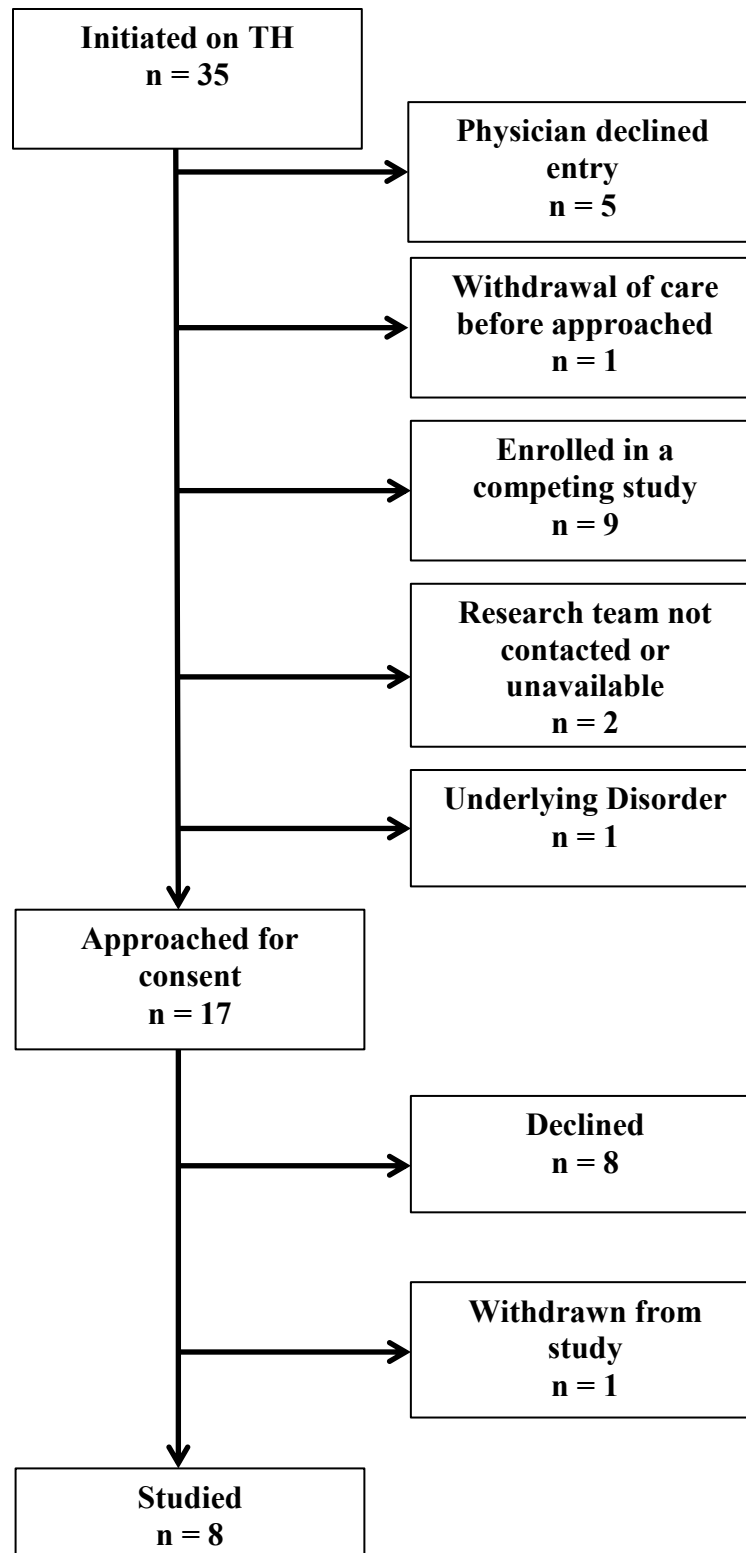 Initiated on TH
n = 35
Physician declined
entry
n = 5
Withdrawal of care
before approached
n = 1
Enrolled in a
competing study
n = 9
Research team not
contacted or
unavailable
n = 2
Underlying Disorder
n = 1
Approached for
consent
n = 17
Declined
n = 8
Withdrawn from
study
n = 1
Studied
n = 8